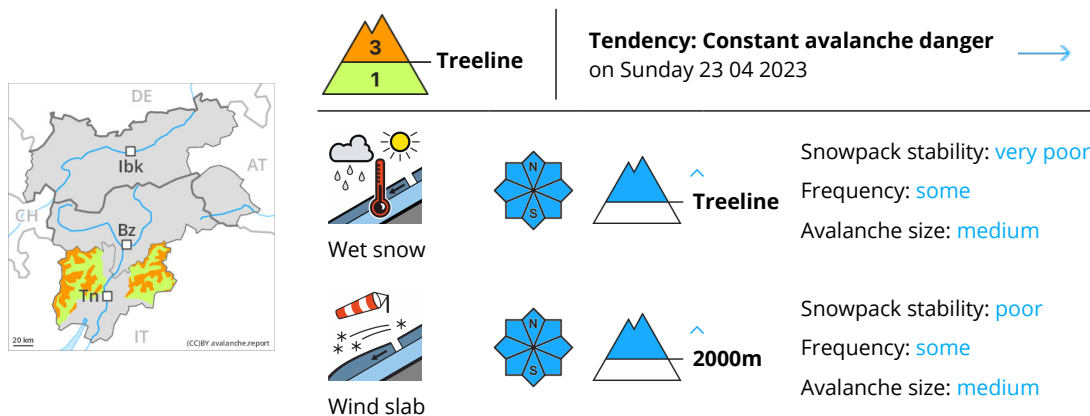 3
1
Treeline
Tendency: Constant avalanche danger
on Sunday 23 04 2023
DE
Ibk
AT
CH
Bz
Tn
IT
20 km
(CC)BY avalanche.report
N
S
Treeline
Snowpack stability: very poor
Frequency: some
Avalanche size: medium
Wet snow
N
S
2000m
Snowpack stability: poor
Frequency: some
Avalanche size: medium
Wind slab